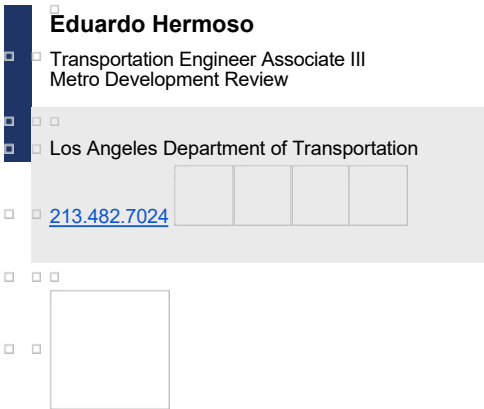 Eduardo Hermoso
Transportation Engineer Associate III
Metro Development Review
Los Angeles Department of Transportation
213.482.7024